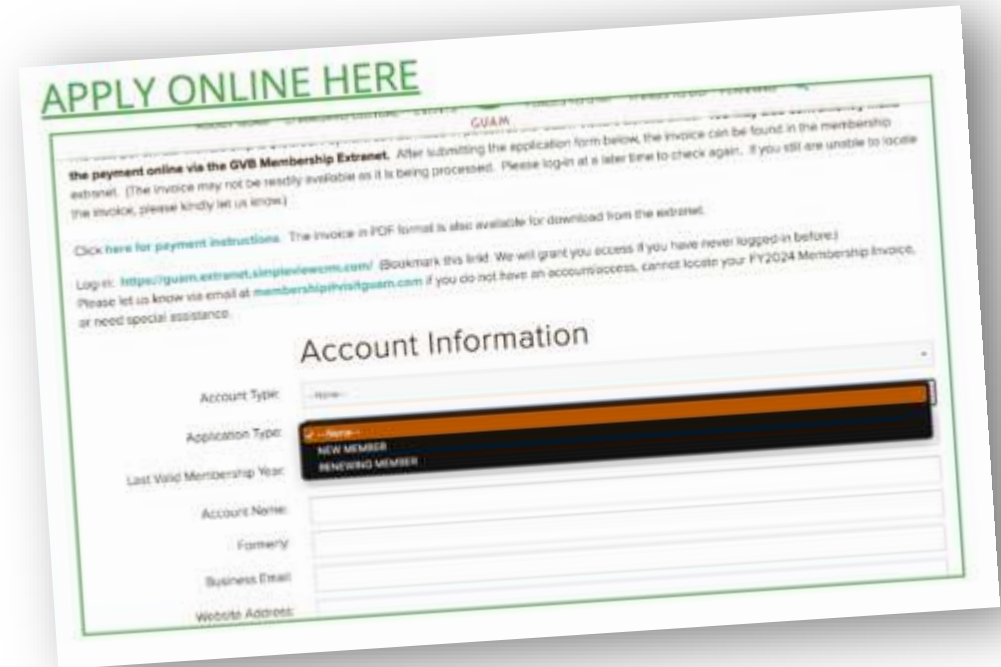 APPLY ONLINE HERE
GUAM
the payment online via the GVB Membership Extranet. After submitting the application form below, the invoice can be found in the membership
extranet. (The invoice may not be readily available as it is being processed. Please log-in at a later time to check again. If you still are unable to locate
the invoice, please kindly let us know.)
Click here for payment instructions. The invoice in PDF format is also available for download from the extranet.
Log-in: https://guam.extranet.simpleviewcrm.com/ (Bookmark this link! We will grant you access if you have never logged-in before.)
Please let us know via email at membership@visitguam.com if you do not have an account/access, cannot locate your FY2024 Membership Invoice,
or need special assistance.
Account Information
Account Type: --None--
Application Type: --None--
NEW MEMBER
RENEWING MEMBER
Last Valid Membership Year:
Account Name:
Formerly:
Business Email:
Website Address: